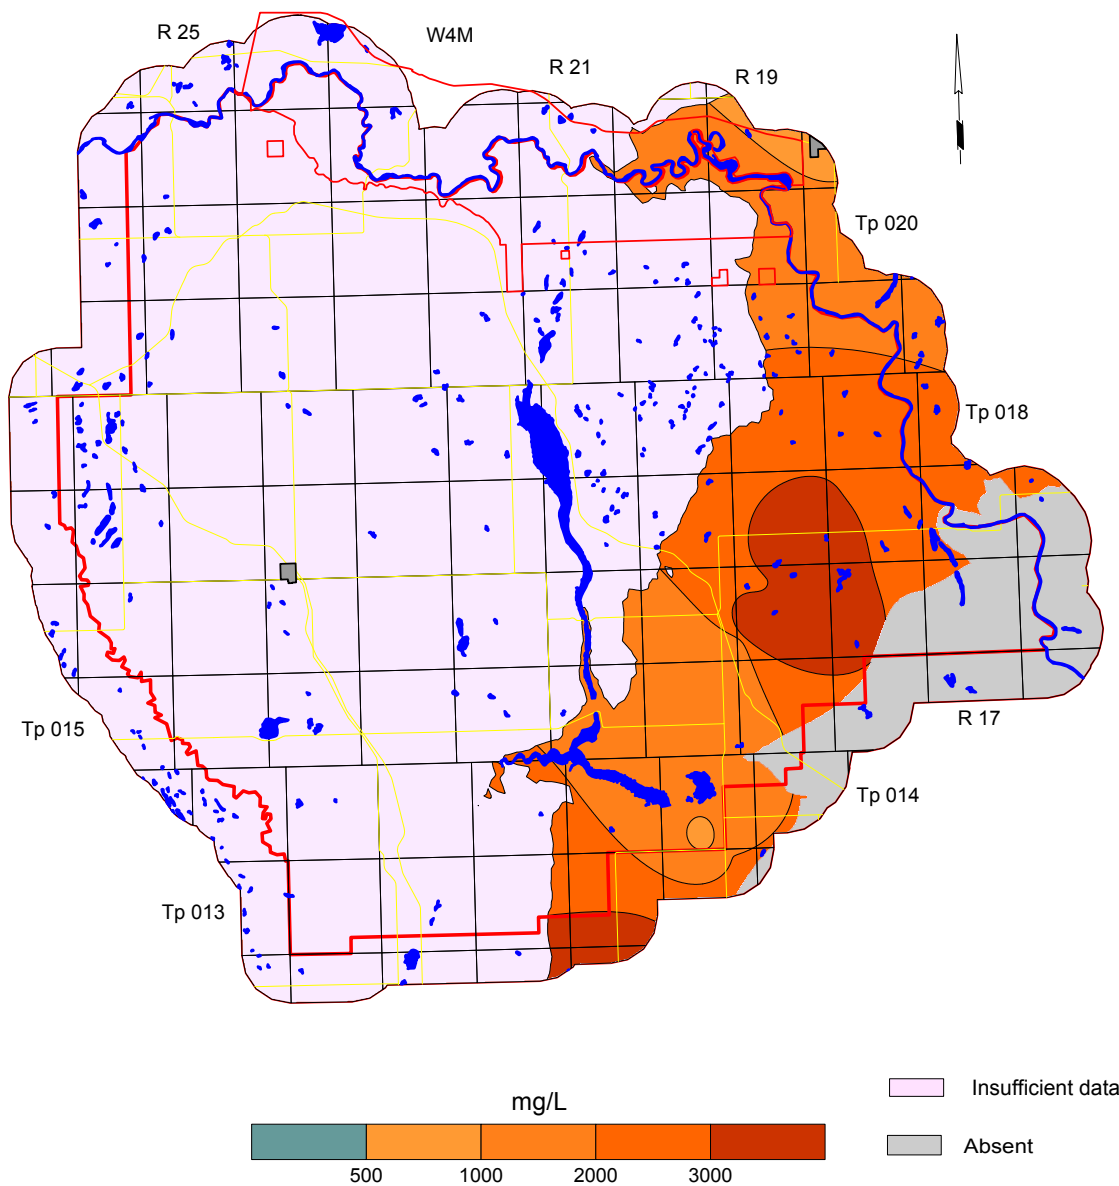 R 25
W4M
R 21
R 19
Tp 020
Tp 018
Tp 015
R 17
Tp 014
Tp 013
mg/L
500 1000 2000 3000
Insufficient data
Absent